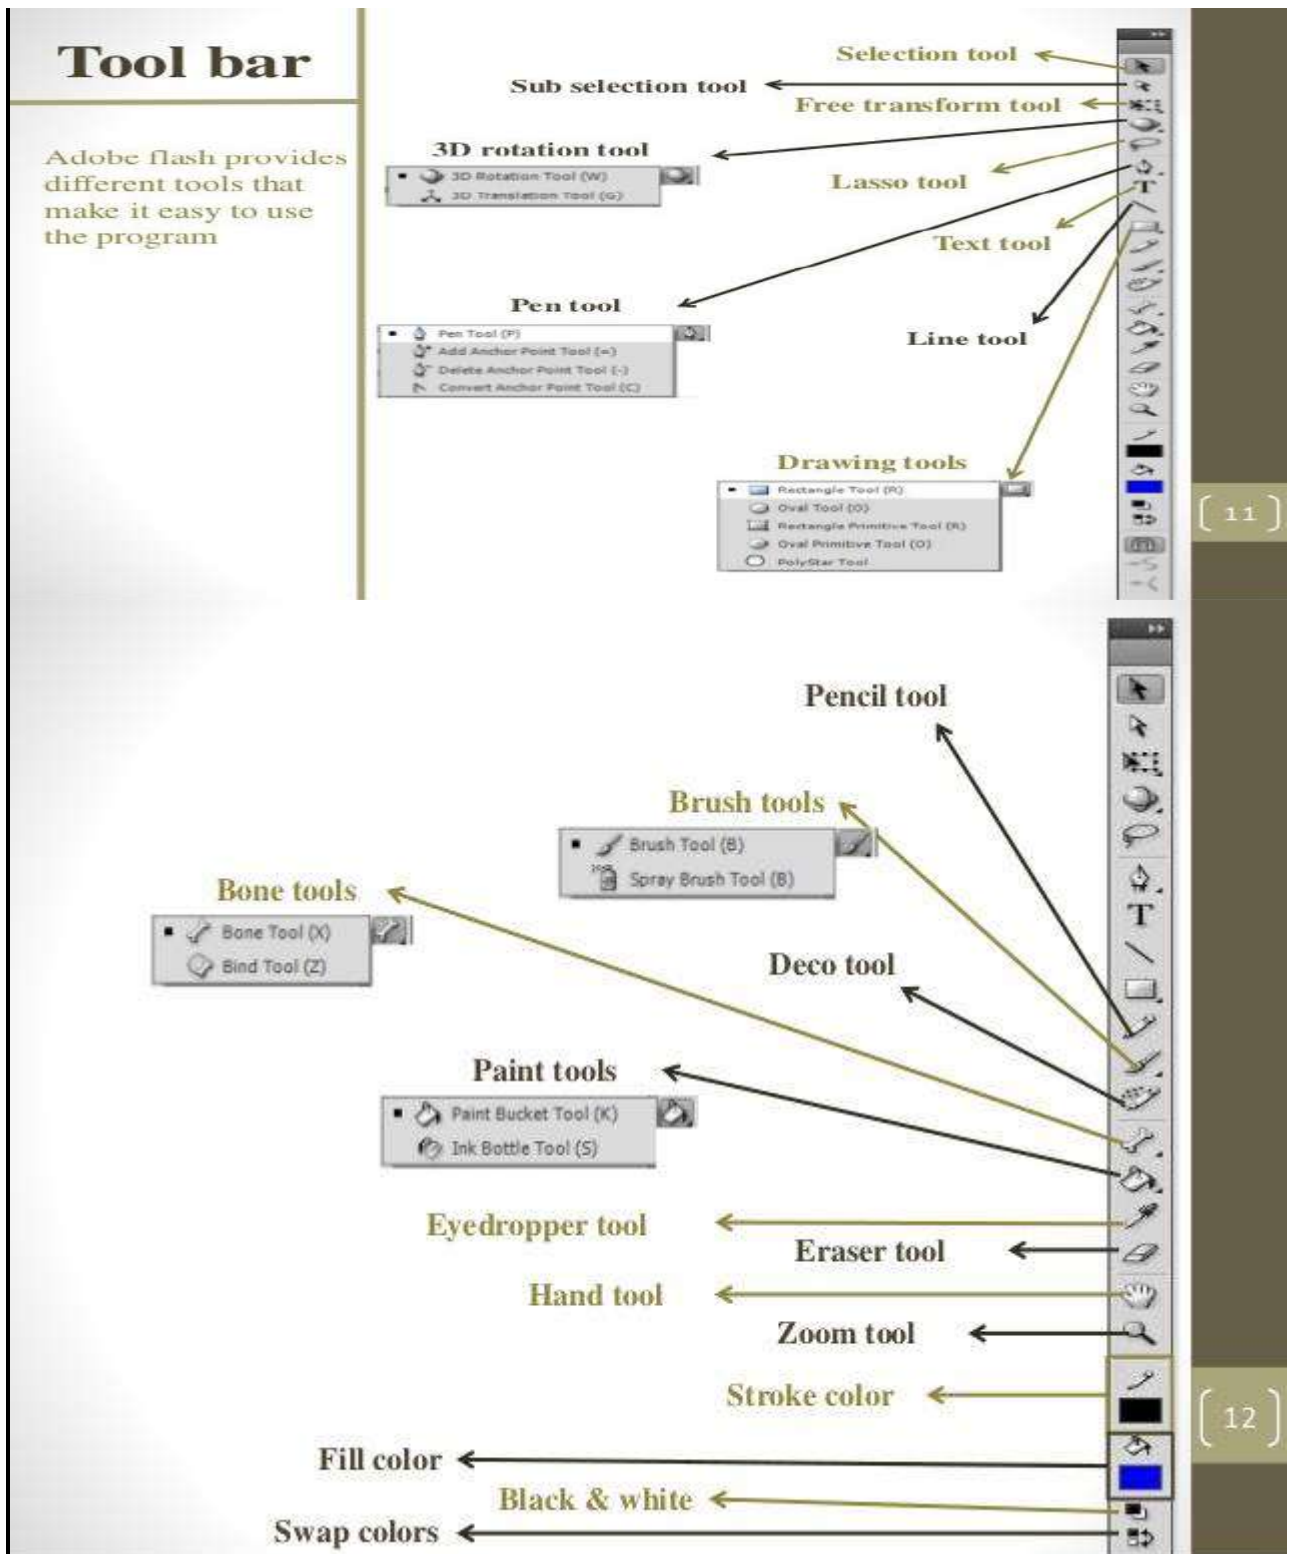 Tool bar
Adobe flash provides
different tools that
make it easy to use
the program
Selection tool
Sub selection tool
Free transform tool
3D rotation tool
3D Rotation Tool (W)
3D Translation Tool (G)
Lasso tool
Text tool
Pen tool
Pen Tool (P)
Add Anchor Point Tool (=)
Delete Anchor Point Tool (-)
Convert Anchor Point Tool (C)
Line tool
Drawing tools
Rectangle Tool (R)
Oval Tool (O)
Rectangle Primitive Tool (R)
Oval Primitive Tool (O)
PolyStar Tool
T
11
Pencil tool
Brush tools
Brush Tool (B)
Spray Brush Tool (B)
Bone tools
Bone Tool (X)
Bind Tool (Z)
Deco tool
Paint tools
Paint Bucket Tool (K)
Ink Bottle Tool (S)
Eyedropper tool
Eraser tool
Hand tool
Zoom tool
Stroke color
Fill color
Black & white
Swap colors
T
12